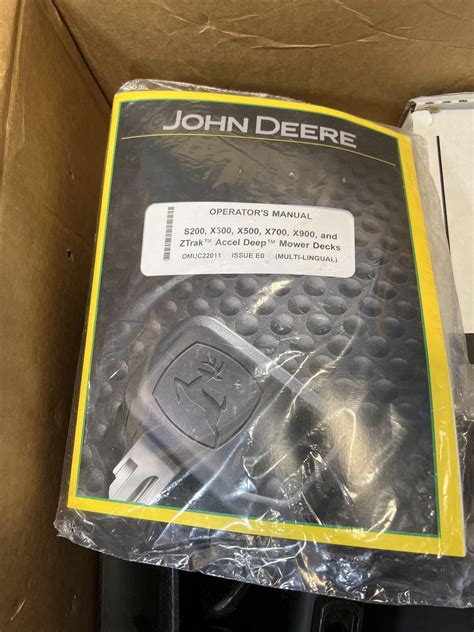 JOHN DEERE
OPERATOR'S MANUAL
S200, X300, X500, X700, X900, and
ZTrak™ Accel Deep™ Mower Decks
OMUC22011 ISSUE E0 (MULTI-LINGUAL)